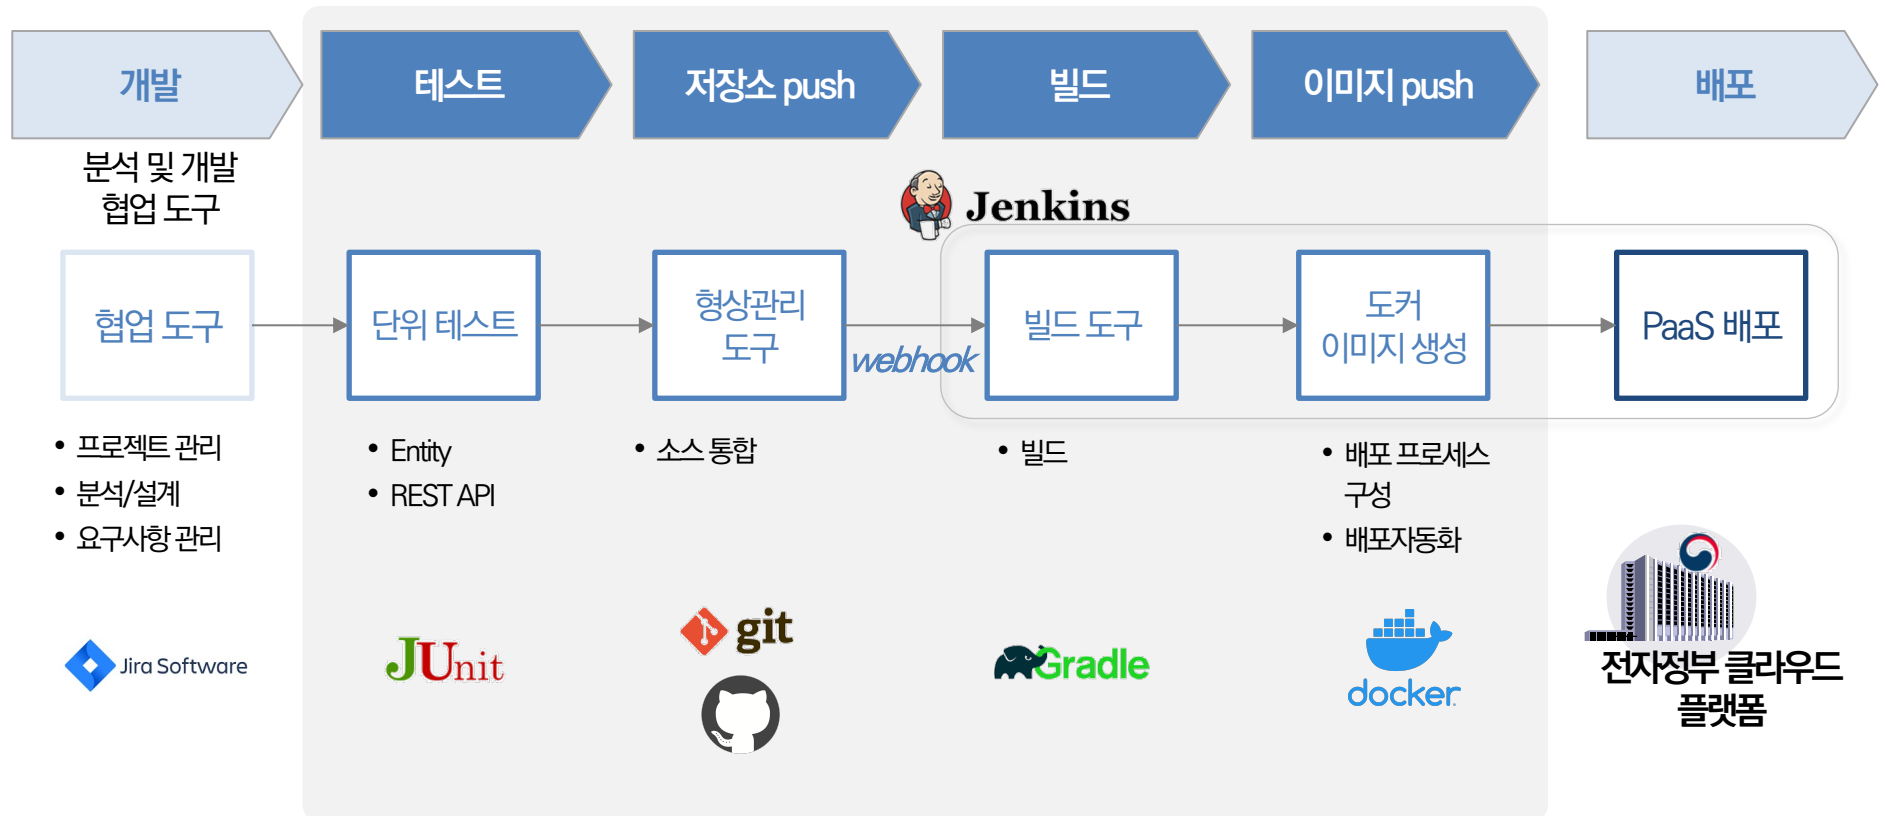 개발
테스트
저장소 push
빌드
이미지 push
배포
분석 및 개발
협업 도구
Jenkins
협업 도구
단위 테스트
형상관리
도구
webhook
빌드 도구
도커
이미지 생성
PaaS 배포
• 프로젝트 관리
• 분석/설계
• 요구사항 관리
• Entity
• REST API
• 소스 통합
• 빌드
• 배포 프로세스
구성
• 배포자동화
Jira Software
JUnit
git
Gradle
docker
전자정부 클라우드
플랫폼